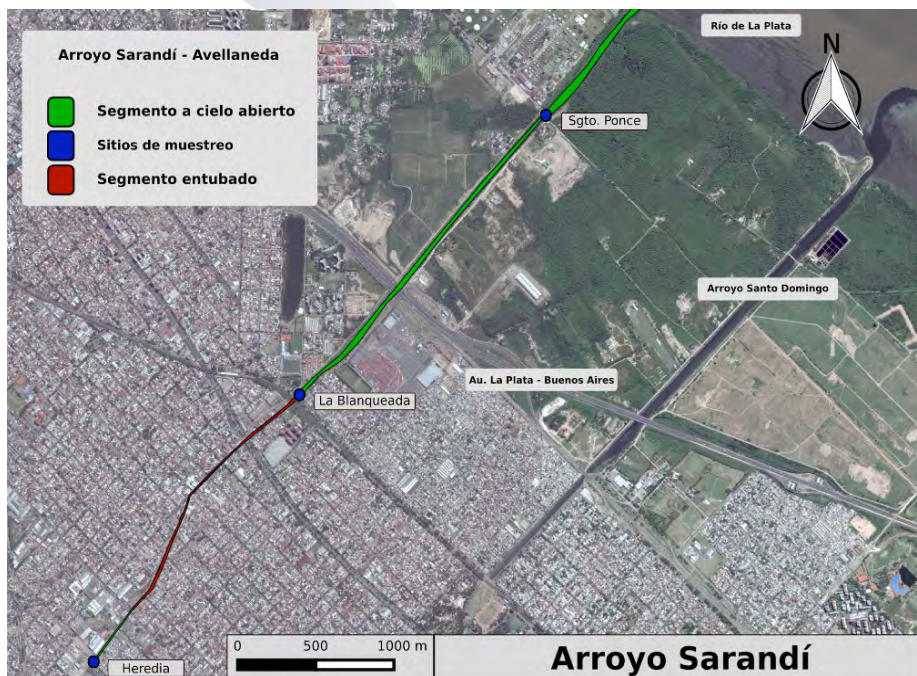 Arroyo Sarandí - Avellaneda
Segmento a cielo abierto
Sitios de muestreo
Segmento entubado
Río de La Plata
N
Sgto. Ponce
Arroyo Santo Domingo
Au. La Plata - Buenos Aires
La Blanqueada
Heredia
0 500 1000 m
Arroyo Sarandí